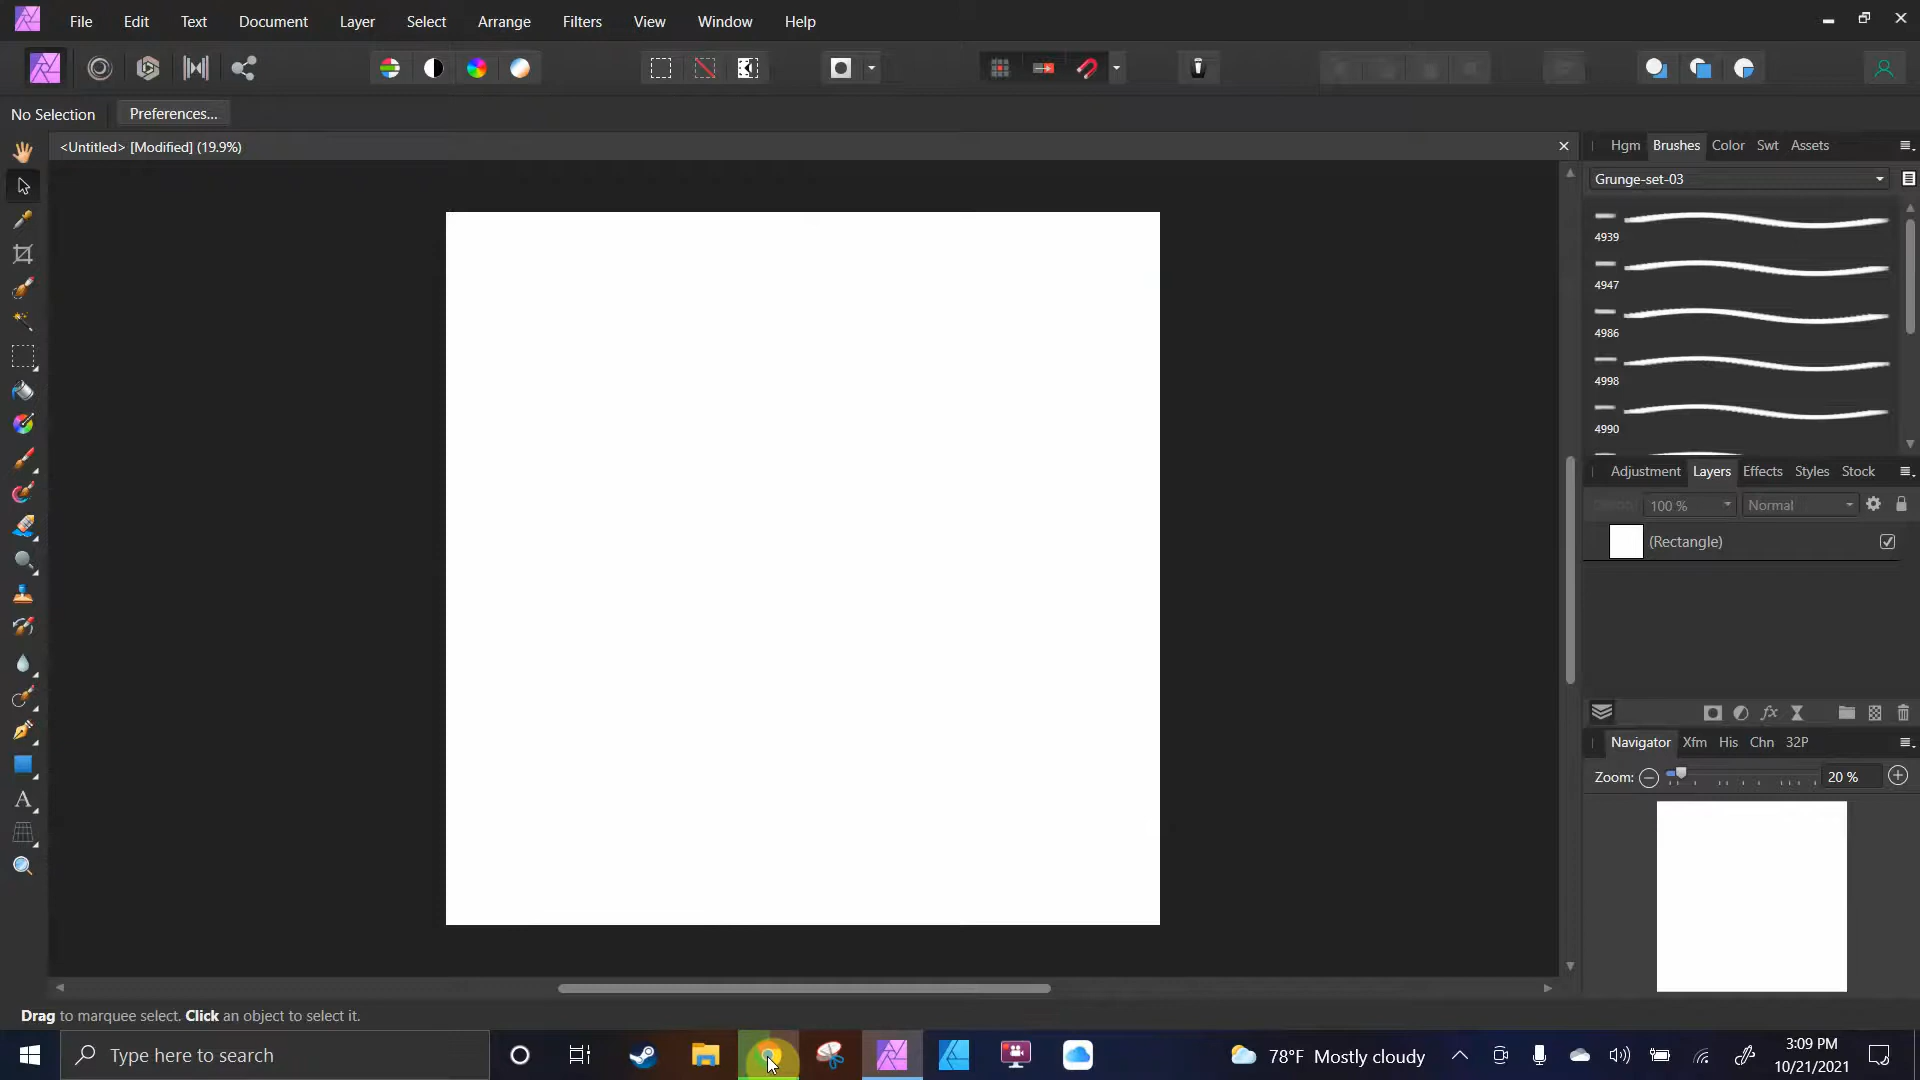 File Edit Text Document Layer Select Arrange Filters View Window Help
No Selection Preferences...
<Untitled> [Modified] (19.9%)
Hgm Brushes Color Swt Assets
Grunge-set-03
4939
4947
4986
4998
4990
Adjustment Layers Effects Styles Stock
100 % Normal
(Rectangle)
Navigator Xfm His Chn 32P
Zoom: 20 %
Drag to marquee select. Click an object to select it.
Type here to search
78°F Mostly cloudy
3:09 PM
10/21/2021